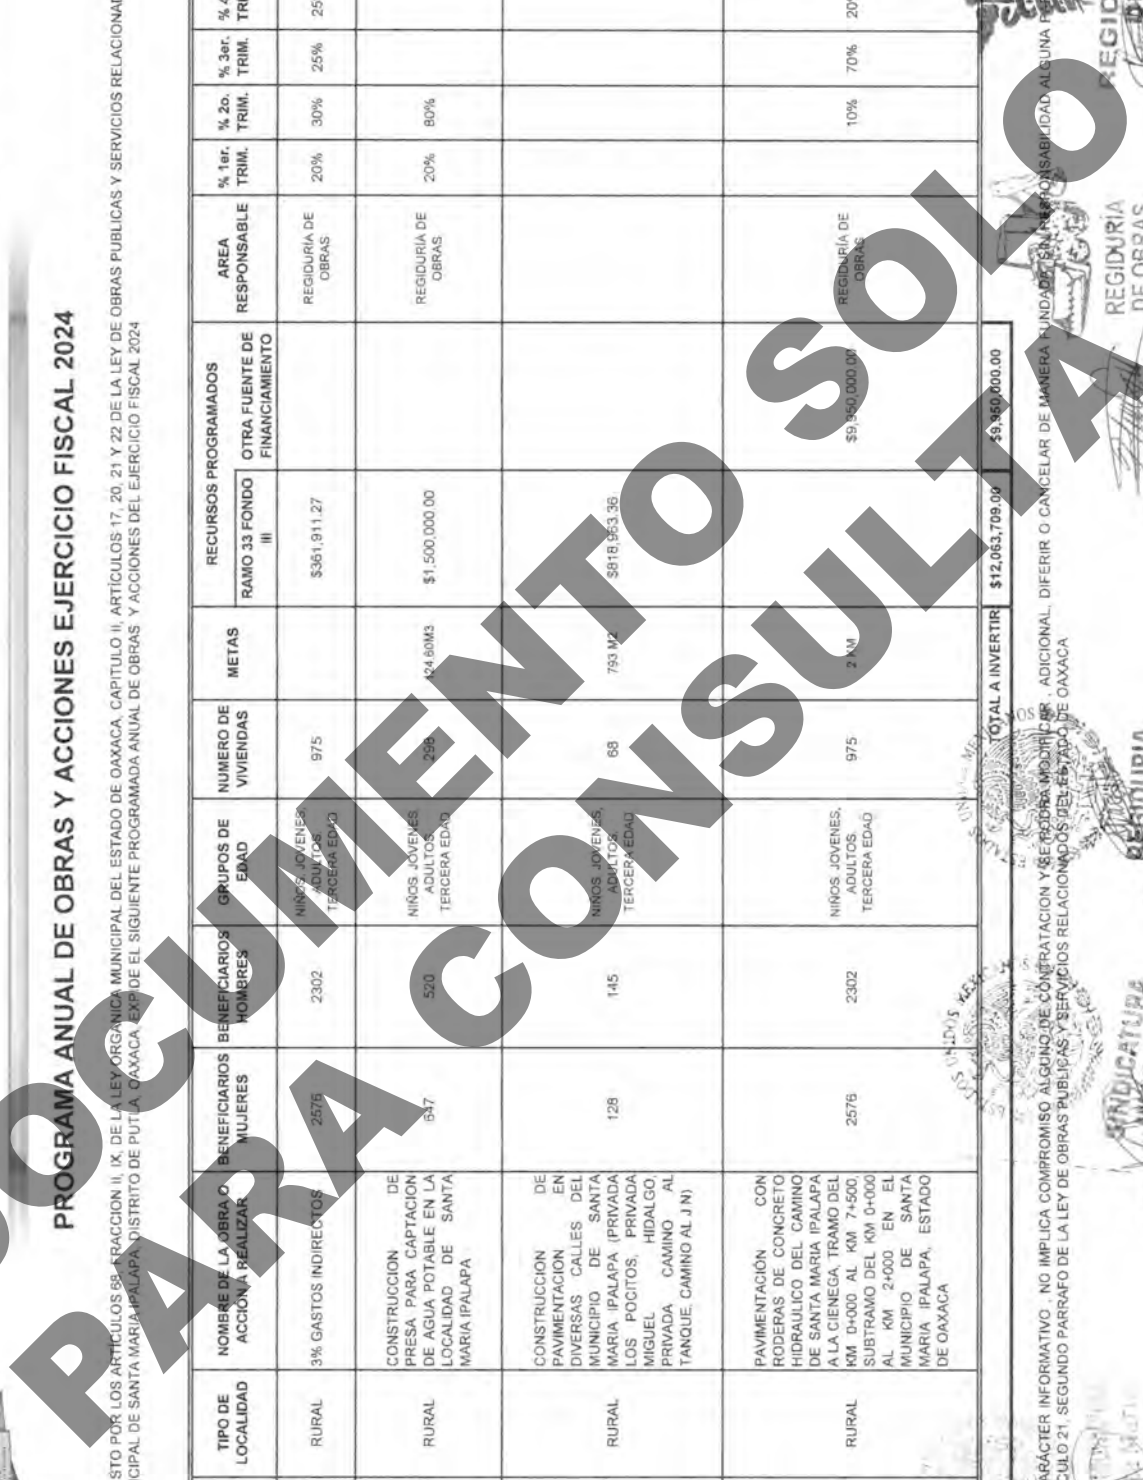 PROGRAMA ANUAL DE OBRAS Y ACCIONES EJERCICIO FISCAL 2024
STO POR LOS ARTÍCULOS 68, FRACCION II, IX, DE LA LEY ORGANICA MUNICIPAL DEL ESTADO DE OAXACA, CAPITULO II, ARTÍCULOS 17, 20, 21 Y 22 DE LA LEY DE OBRAS PUBLICAS Y SERVICIOS RELACIONAD
CIPAL DE SANTA MARIA IPALAPA, DISTRITO DE PUTLA, OAXACA, EXPIDE EL SIGUIENTE PROGRAMADA ANUAL DE OBRAS Y ACCIONES DEL EJERCICIO FISCAL 2024
TIPO DE
LOCALIDAD
NOMBRE DE LA OBRA O
ACCION A REALIZAR
BENEFICIARIOS
MUJERES
BENEFICIARIOS
HOMBRES
GRUPOS DE
EDAD
NUMERO DE
VIVIENDAS
METAS
RECURSOS PROGRAMADOS
RAMO 33 FONDO
III
OTRA FUENTE DE
FINANCIAMIENTO
AREA
RESPONSABLE
% 1er.
TRIM.
% 2o.
TRIM.
% 3er.
TRIM.
% 4
TRI
RURAL
3% GASTOS INDIRECTOS
2576
2302
NIÑOS, JOVENES,
ADULTOS,
TERCERA EDAD
975
$361,911.27
REGIDURÍA DE
OBRAS
20%
30%
25%
25
RURAL
CONSTRUCCION DE
PRESA PARA CAPTACION
DE AGUA POTABLE EN LA
LOCALIDAD DE SANTA
MARIA IPALAPA
647
520
NIÑOS, JOVENES,
ADULTOS,
TERCERA EDAD
298
124.60M3
$1,500,000.00
REGIDURÍA DE
OBRAS
20%
80%
RURAL
CONSTRUCCION DE
PAVIMENTACION EN
DIVERSAS CALLES DEL
MUNICIPIO DE SANTA
MARIA IPALAPA (PRIVADA
LOS POCITOS, PRIVADA
MIGUEL HIDALGO,
PRIVADA CAMINO AL
TANQUE, CAMINO AL J N)
128
145
NIÑOS, JOVENES,
ADULTOS,
TERCERA EDAD
68
793 M2
$818,963.36
RURAL
PAVIMENTACIÓN CON
RODERAS DE CONCRETO
HIDRAULICO DEL CAMINO
DE SANTA MARIA IPALAPA
A LA CIENEGA, TRAMO DEL
KM 0+000 AL KM 7+500,
SUBTRAMO DEL KM 0+000
AL KM 2+000 EN EL
MUNICIPIO DE SANTA
MARIA IPALAPA, ESTADO
DE OAXACA
2576
2302
NIÑOS, JOVENES,
ADULTOS,
TERCERA EDAD
975
2 KM
$9,950,000.00
REGIDURÍA DE
OBRAS
10%
70%
20%
TOTAL A INVERTIR:
$12,063,709.00
$9,950,000.00
RÁCTER INFORMATIVO . NO IMPLICA COMPROMISO ALGUNO DE CONTRATACION Y SE PODRA MODIFICAR , ADICIONAL, DIFERIR O CANCELAR DE MANERA FUNDADA, SIN RESPONSABILIDAD ALGUNA P
CULO 21, SEGUNDO PARRAFO DE LA LEY DE OBRAS PUBLICAS Y SERVICIOS RELACIONADOS DEL ESTADO DE OAXACA
SINDICATURA
REGIDURIA
REGIDURÍA
DE OBRAS
REGID
DOCUMENTO SOLO
PARA CONSULTA